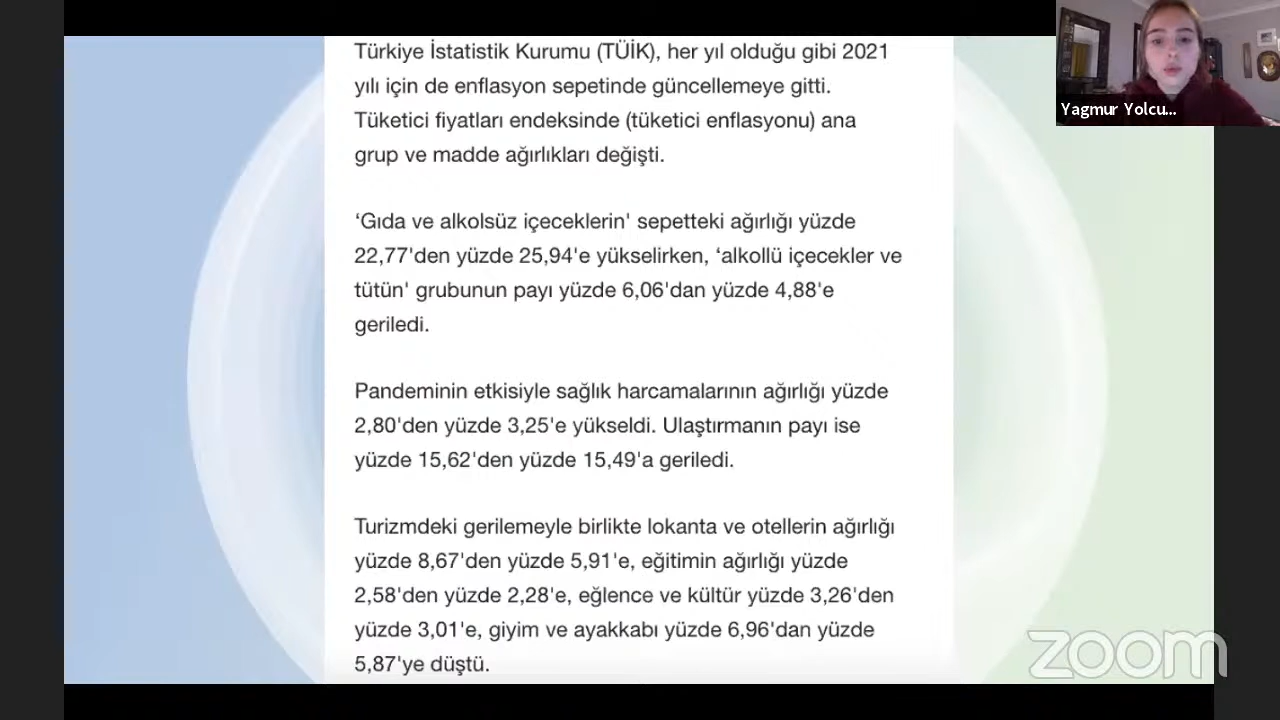 Türkiye İstatistik Kurumu (TÜİK), her yıl olduğu gibi 2021
yılı için de enflasyon sepetinde güncellemeye gitti.
Tüketici fiyatları endeksinde (tüketici enflasyonu) ana
grup ve madde ağırlıkları değişti.
‘Gıda ve alkolsüz içeceklerin' sepetteki ağırlığı yüzde
22,77'den yüzde 25,94'e yükselirken, ‘alkollü içecekler ve
tütün' grubunun payı yüzde 6,06'dan yüzde 4,88'e
geriledi.
Pandeminin etkisiyle sağlık harcamalarının ağırlığı yüzde
2,80'den yüzde 3,25'e yükseldi. Ulaştırmanın payı ise
yüzde 15,62'den yüzde 15,49'a geriledi.
Turizmdeki gerilemeyle birlikte lokanta ve otellerin ağırlığı
yüzde 8,67'den yüzde 5,91'e, eğitimin ağırlığı yüzde
2,58'den yüzde 2,28'e, eğlence ve kültür yüzde 3,26'den
yüzde 3,01'e, giyim ve ayakkabı yüzde 6,96'dan yüzde
5,87'ye düştü.
Yagmur Yolcu...
zoom